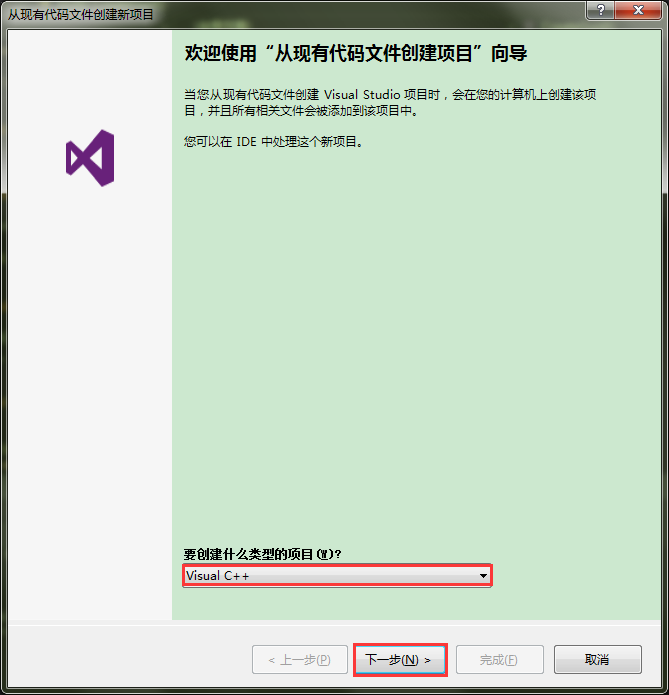 从现有代码文件创建新项目
?
欢迎使用“从现有代码文件创建项目”向导
当您从现有代码文件创建 Visual Studio 项目时，会在您的计算机上创建该项
目，并且所有相关文件会被添加到该项目中。
您可以在 IDE 中处理这个新项目。
要创建什么类型的项目(W)?
Visual C++
< 上一步(P)
下一步(N) >
完成(F)
取消